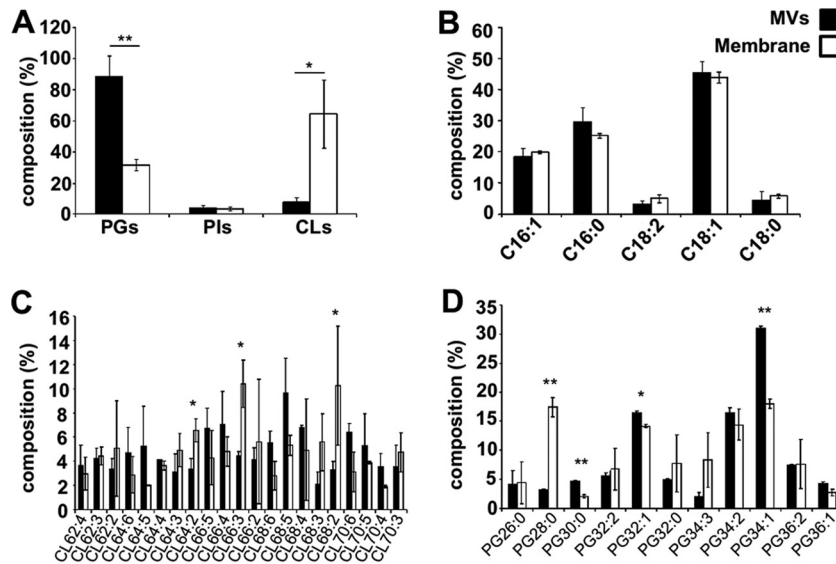 A
composition (%)
120
100
80
60
40
20
0
**
*
PGs
PIs
CLs
B
MVs
Membrane
composition (%)
60
50
40
30
20
10
0
C16:1
C16:0
C18:2
C18:1
C18:0
C
composition (%)
16
14
12
10
8
6
4
2
0
*
*
*
CL62:4
CL62:3
CL62:2
CL64:6
CL64:5
CL64:4
CL64:3
CL64:2
CL66:5
CL66:4
CL66:3
CL66:2
CL68:6
CL68:5
CL68:4
CL68:3
CL68:2
CL70:6
CL70:5
CL70:4
CL70:3
D
composition (%)
35
30
25
20
15
10
5
0
**
**
*
**
PG26:0
PG28:0
PG30:0
PG32:2
PG32:1
PG32:0
PG34:3
PG34:2
PG34:1
PG36:2
PG36:1